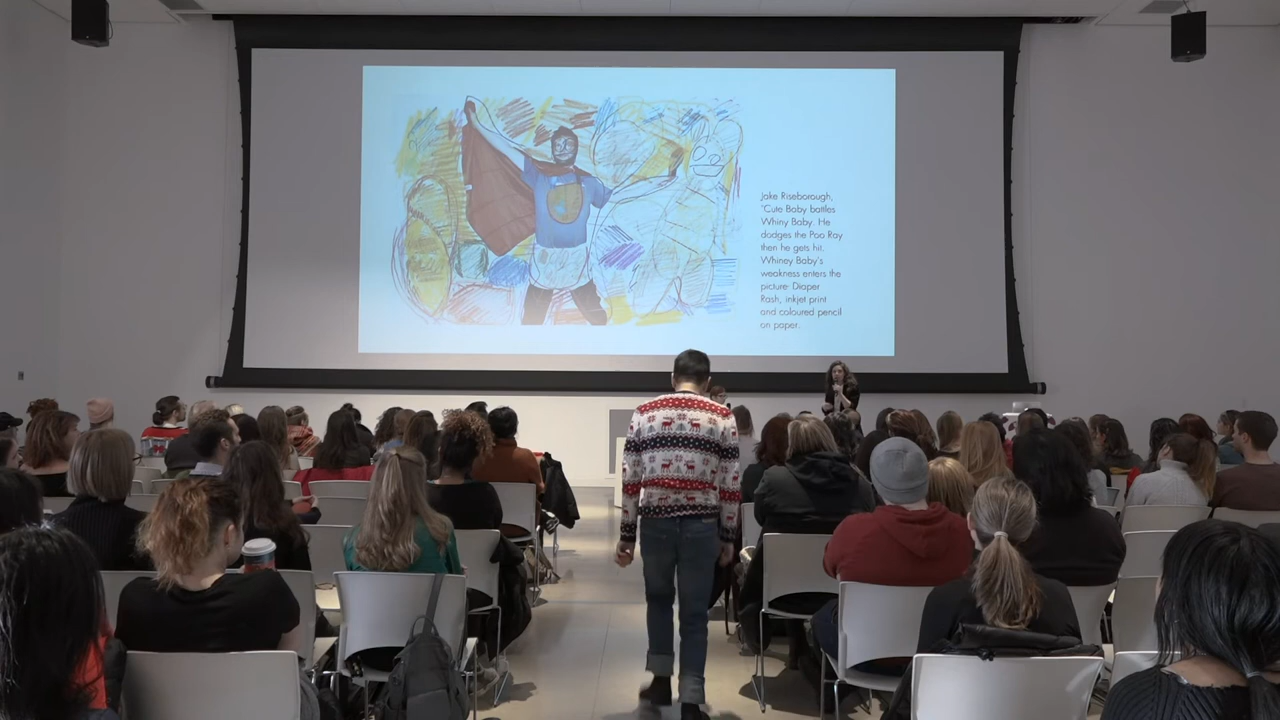 Jake Riseborough,
"Cute Baby battles
Whiny Baby. He
dodges the Poo Ray
then he gets hit.
Whiney Baby's
weakness enters the
picture: Diaper
Rash, inkjet print
and coloured pencil
on paper.